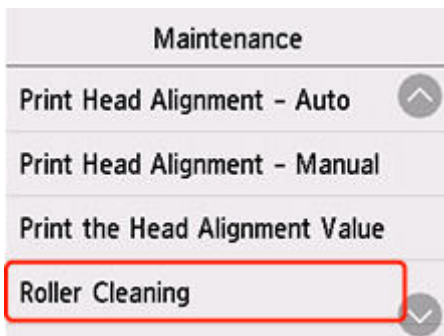 Maintenance
Print Head Alignment - Auto
Print Head Alignment - Manual
Print the Head Alignment Value
Roller Cleaning